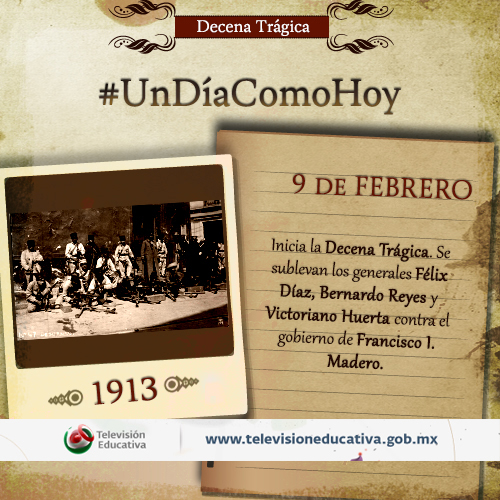 Decena Trágica
#UnDíaComoHoy
9 DE FEBRERO
Inicia la Decena Trágica. Se
sublevan los generales Félix
Díaz, Bernardo Reyes y
Victoriano Huerta contra el
gobierno de Francisco I.
Madero.
1913
Televisión
Educativa
www.televisioneducativa.gob.mx